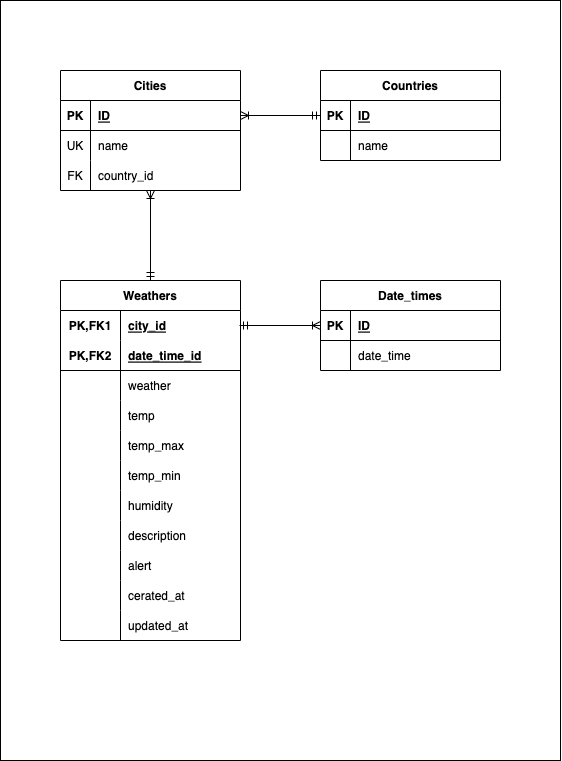 Cities
PK ID
UK name
FK country_id
Countries
PK ID
name
Weathers
PK,FK1 city_id
PK,FK2 date_time_id
weather
temp
temp_max
temp_min
humidity
description
alert
cerated_at
updated_at
Date_times
PK ID
date_time